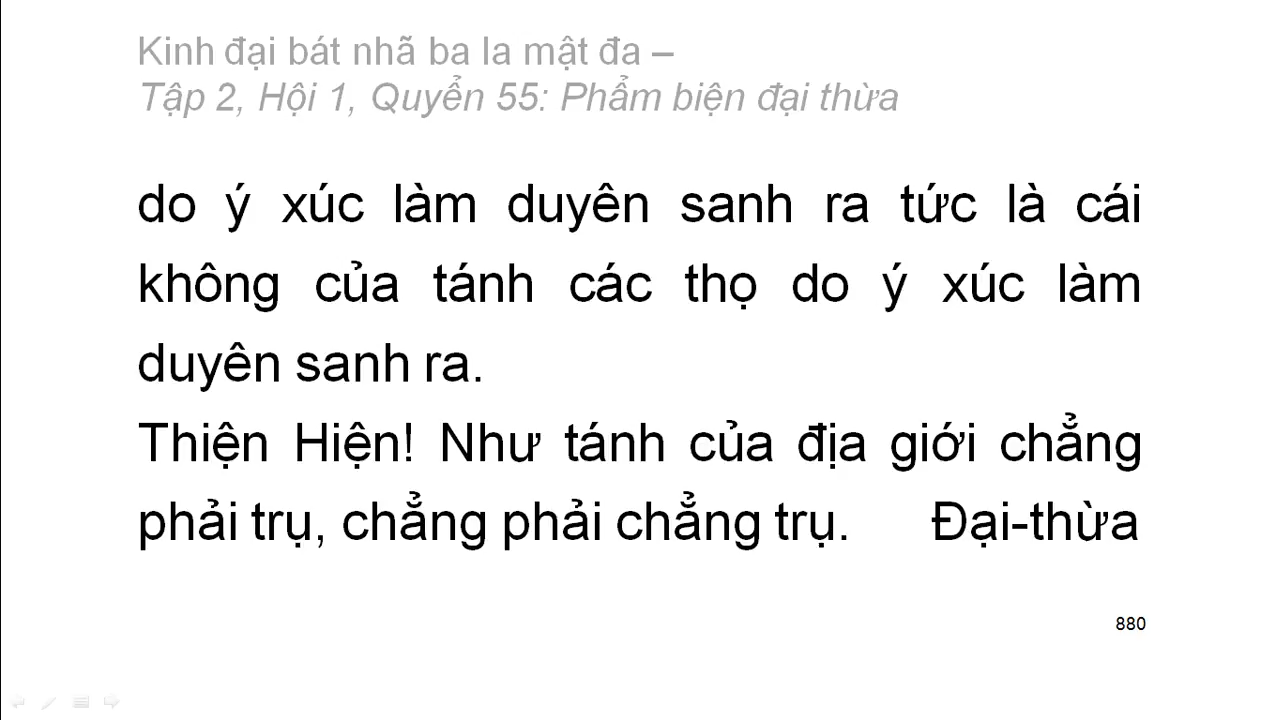 Kinh đại bát nhã ba la mật đa –
Tập 2, Hội 1, Quyển 55: Phẩm biện đại thừa
do ý xúc làm duyên sanh ra tức là cái
không của tánh các thọ do ý xúc làm
duyên sanh ra.
Thiện Hiện! Như tánh của địa giới chẳng
phải trụ, chẳng phải chẳng trụ. Đại-thừa
880